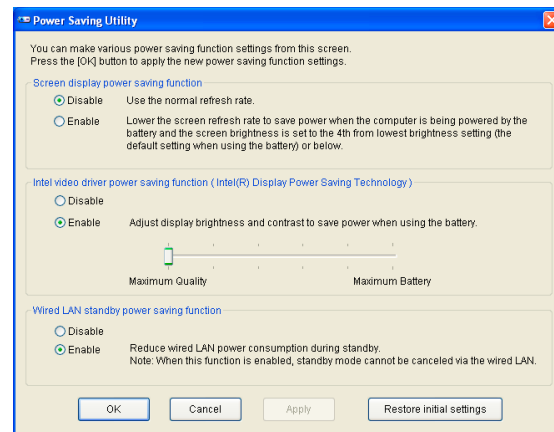 Power Saving Utility
You can make various power saving function settings from this screen.
Press the [OK] button to apply the new power saving function settings.
Screen display power saving function
Disable Use the normal refresh rate.
Enable Lower the screen refresh rate to save power when the computer is being powered by the
battery and the screen brightness is set to the 4th from lowest brightness setting (the
default setting when using the battery) or below.
Intel video driver power saving function ( Intel(R) Display Power Saving Technology )
Disable
Enable Adjust display brightness and contrast to save power when using the battery.
Maximum Quality Maximum Battery
Wired LAN standby power saving function
Disable
Enable Reduce wired LAN power consumption during standby.
Note: When this function is enabled, standby mode cannot be canceled via the wired LAN.
OK Cancel Apply Restore initial settings